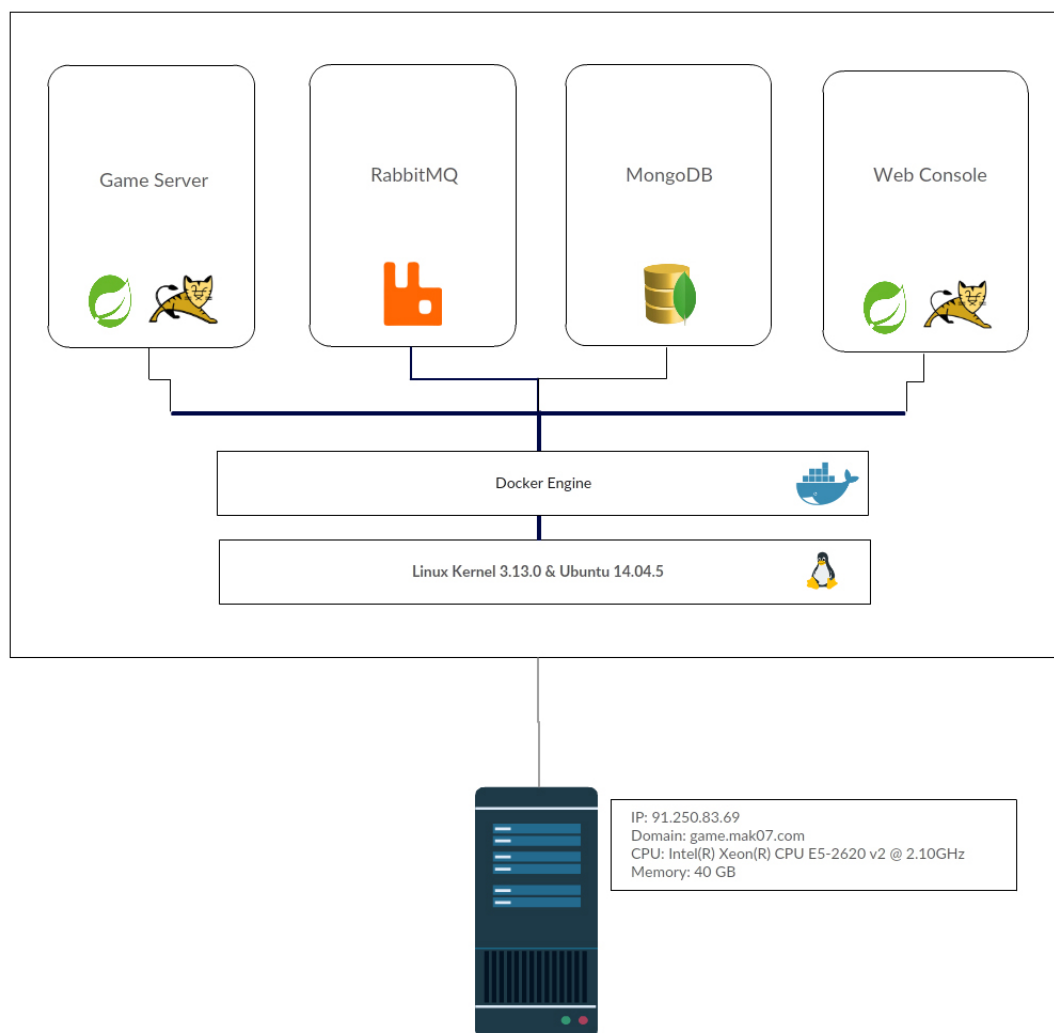 Game Server
RabbitMQ
MongoDB
Web Console
Docker Engine
Linux Kernel 3.13.0 & Ubuntu 14.04.5
IP: 91.250.83.69
Domain: game.mak07.com
CPU: Intel(R) Xeon(R) CPU E5-2620 v2 @ 2.10GHz
Memory: 40 GB